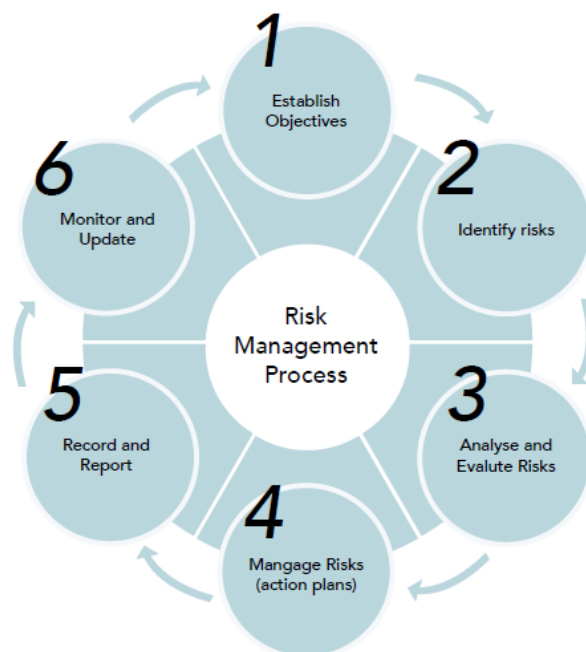 1
Establish
Objectives
2
Identify risks
3
Analyse and
Evalute Risks
4
Mangage Risks
(action plans)
5
Record and
Report
6
Monitor and
Update
Risk
Management
Process